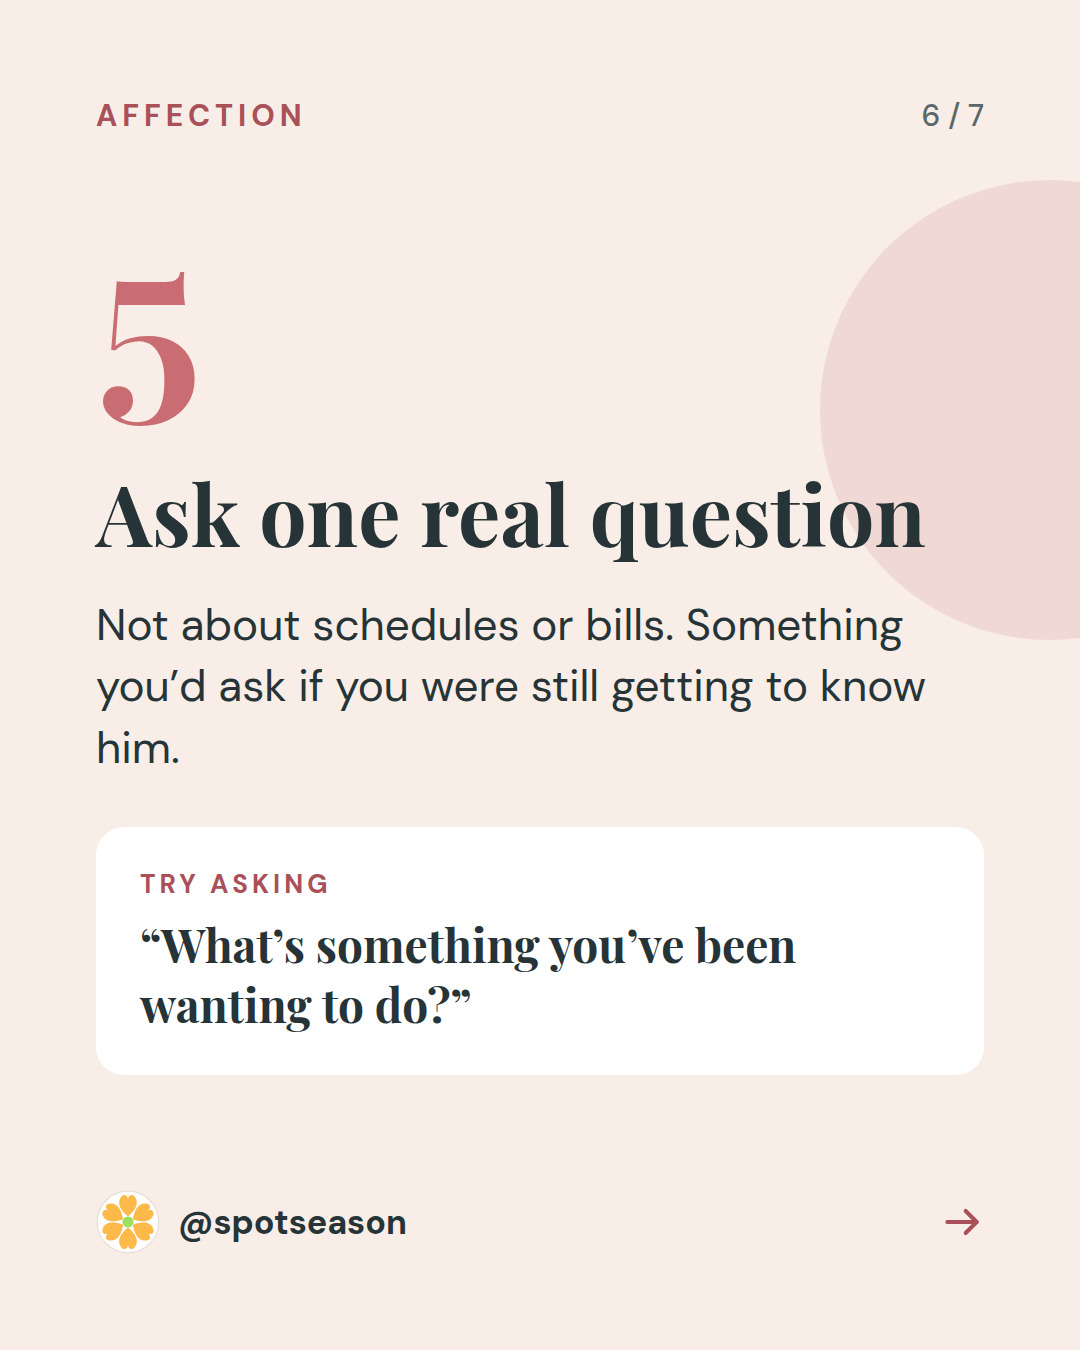 AFFECTION
6 / 7
5
Ask one real question
Not about schedules or bills. Something
you’d ask if you were still getting to know
him.
TRY ASKING
“What’s something you’ve been
wanting to do?”
@spotseason